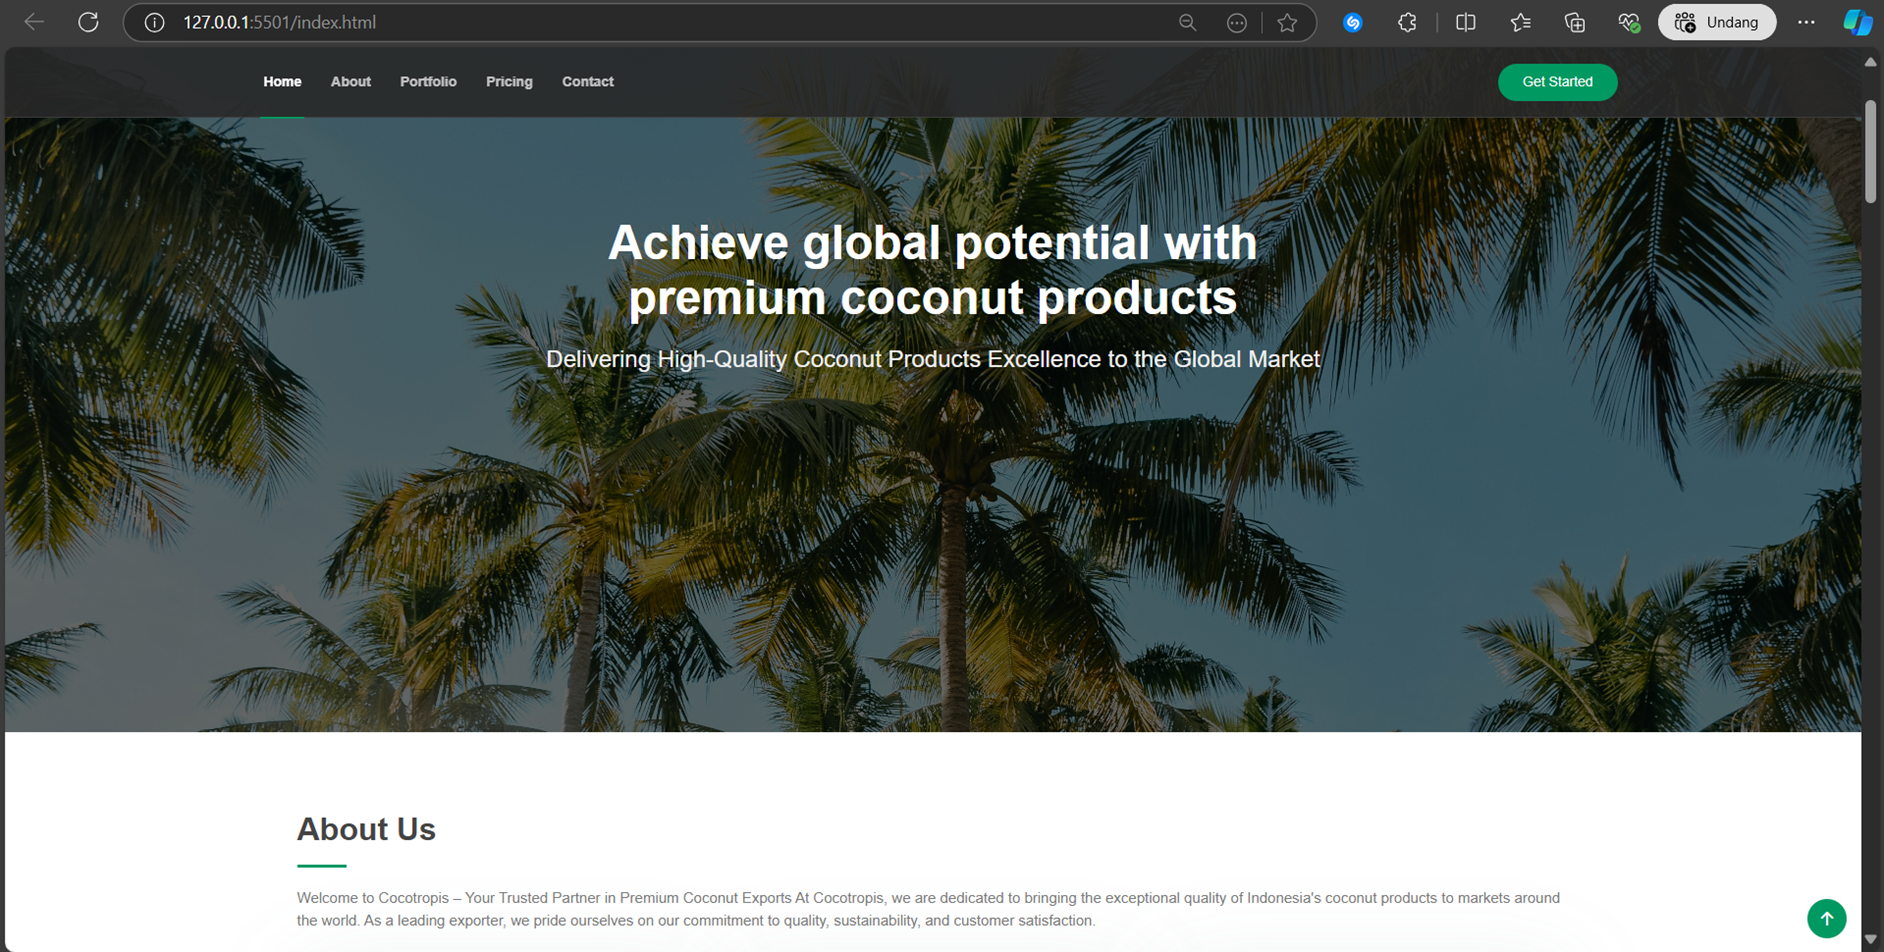 127.0.0.1:5501/index.html
Undang
Home About Portfolio Pricing Contact Get Started
Achieve global potential with
premium coconut products
Delivering High-Quality Coconut Products Excellence to the Global Market
About Us
Welcome to Cocotropis – Your Trusted Partner in Premium Coconut Exports At Cocotropis, we are dedicated to bringing the exceptional quality of Indonesia's coconut products to markets around
the world. As a leading exporter, we pride ourselves on our commitment to quality, sustainability, and customer satisfaction.